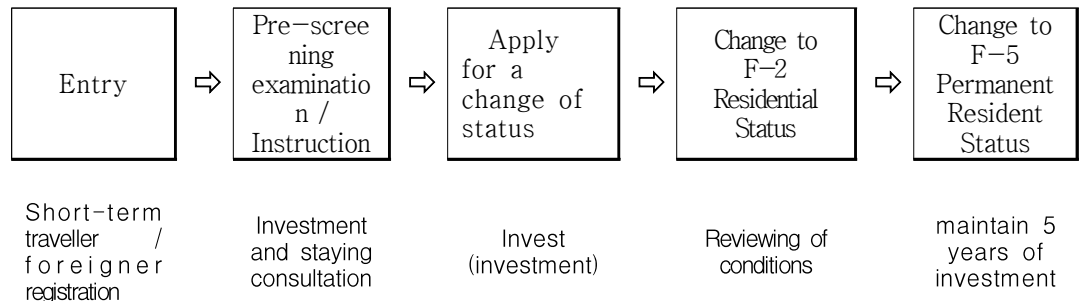 Entry
Pre-scree
ning
examinatio
n /
Instruction
Apply
for a
change of
status
Change to
F-2
Residential
Status
Change to
F-5
Permanent
Resident
Status
Short-term
traveller /
foreigner
registration
Investment
and staying
consultation
Invest
(investment)
Reviewing of
conditions
maintain 5
years of
investment